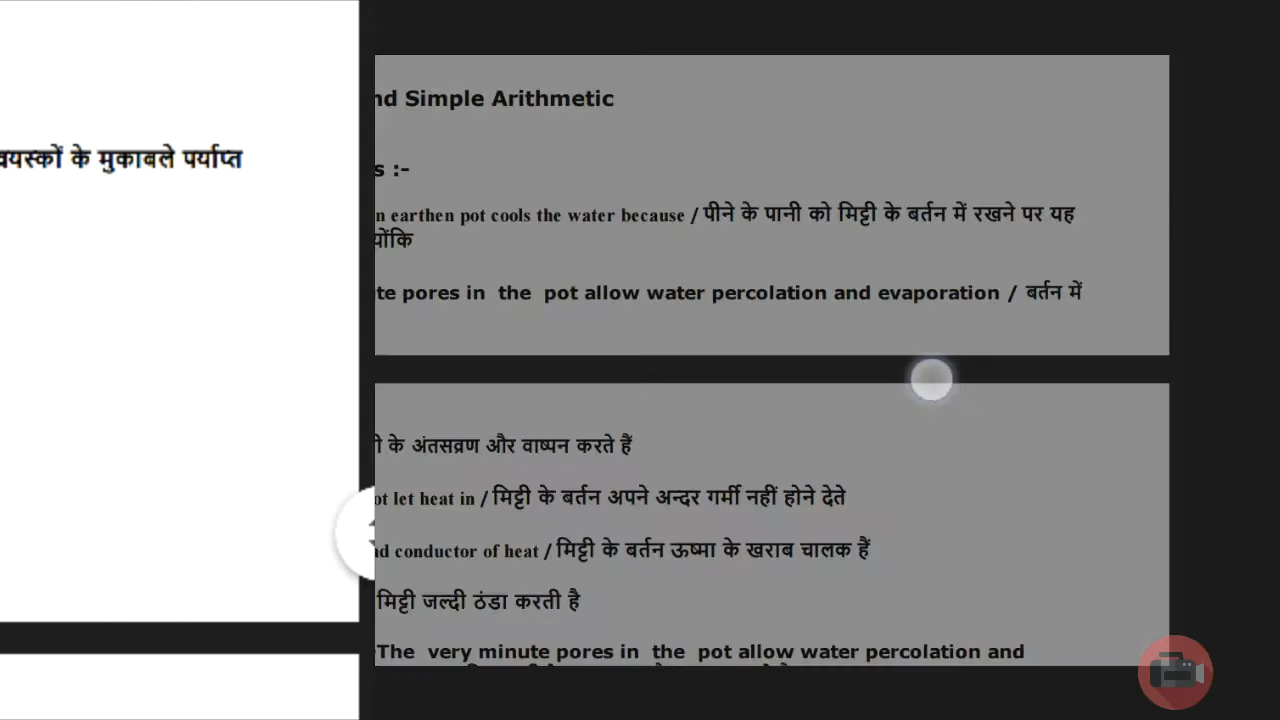 वयस्कों के मुकाबले पर्याप्त
nd Simple Arithmetic
s :-
n earthen pot cools the water because / पीने के पानी को मिट्टी के बर्तन में रखने पर यह
योंकि
te pores in the pot allow water percolation and evaporation / बर्तन में
के अंतसव्रण और वाष्पन करते हैं
ot let heat in / मिट्टी के बर्तन अपने अन्दर गर्मी नहीं होने देते
nd conductor of heat / मिट्टी के बर्तन ऊष्मा के खराब चालक हैं
मिट्टी जल्दी ठंडा करती है
The very minute pores in the pot allow water percolation and